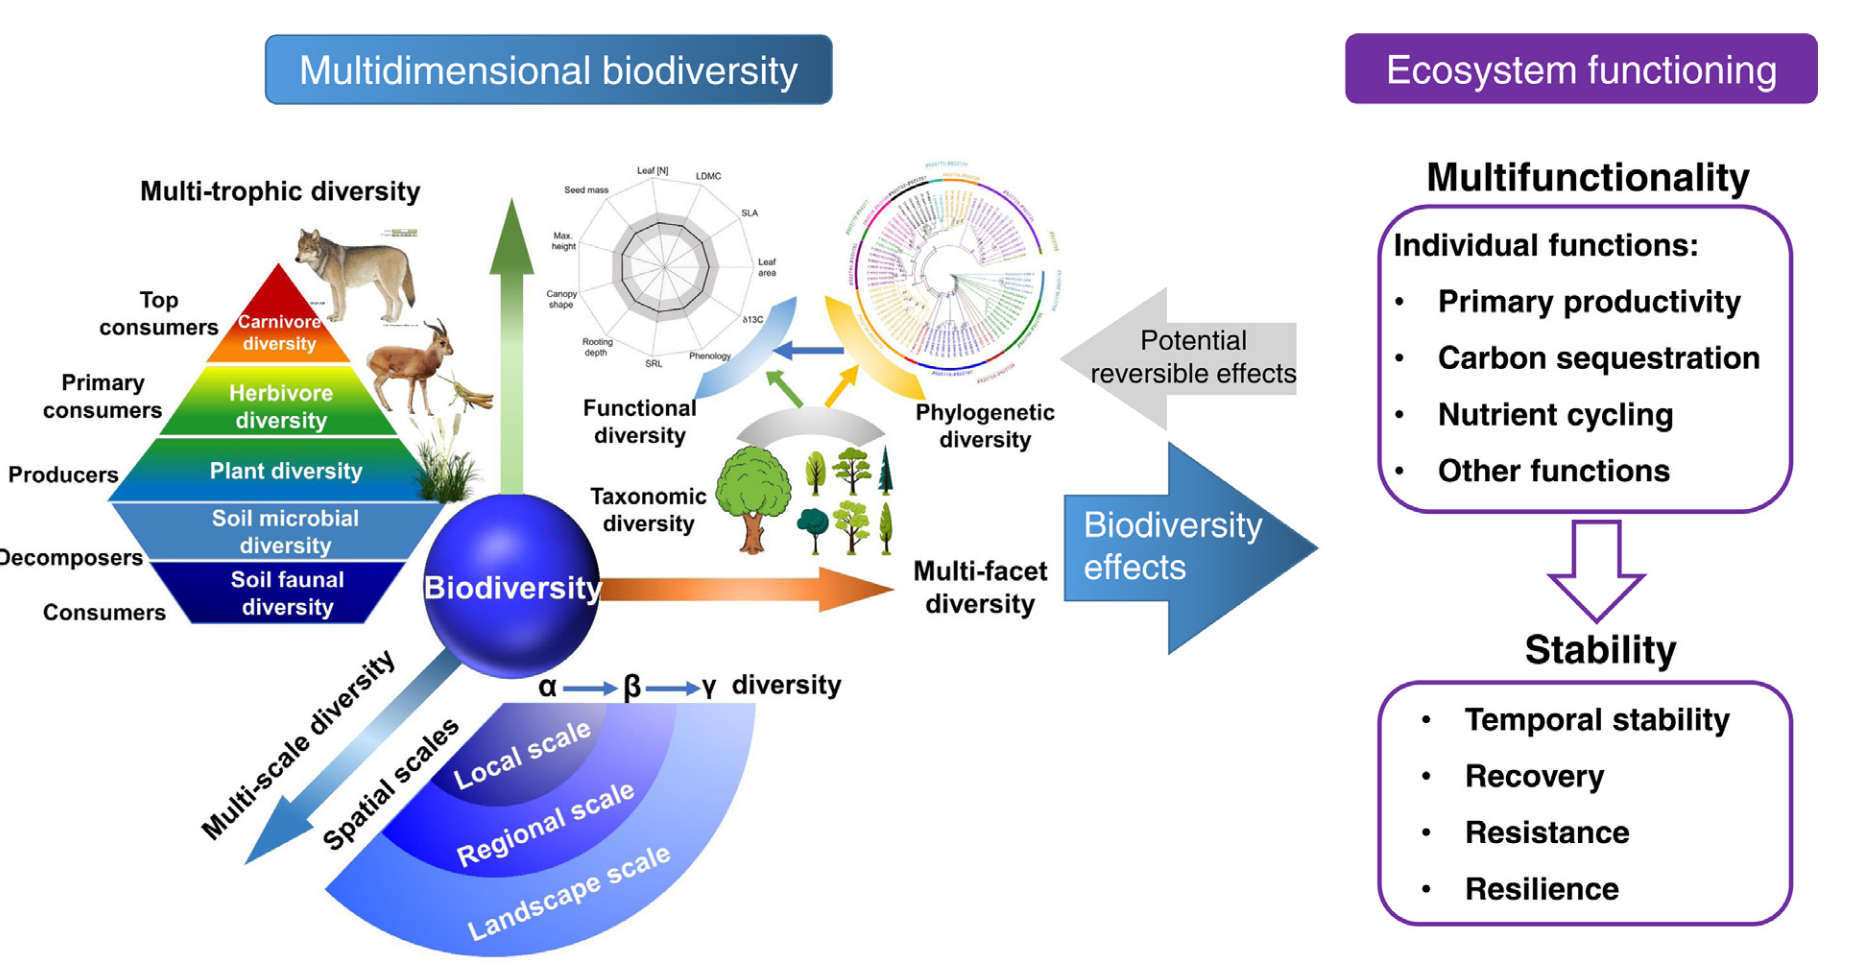 Multidimensional biodiversity
Ecosystem functioning
Multi-trophic diversity
Top
consumers
Carnivore
diversity
Primary
consumers
Herbivore
diversity
Producers
Plant diversity
Soil microbial
diversity
Decomposers
Soil faunal
diversity
Consumers
Leaf [N]
LDMC
Seed mass
SLA
Max.
height
Leaf
area
Canopy
shape
δ13C
Rooting
depth
Phenology
SRL
Functional
diversity
Phylogenetic
diversity
Taxonomic
diversity
Biodiversity
Multi-facet
diversity
Multi-scale diversity
Spatial scales
α β γ diversity
Local scale
Regional scale
Landscape scale
Potential
reversible effects
Biodiversity
effects
Multifunctionality
Individual functions:
• Primary productivity
• Carbon sequestration
• Nutrient cycling
• Other functions
Stability
• Temporal stability
• Recovery
• Resistance
• Resilience